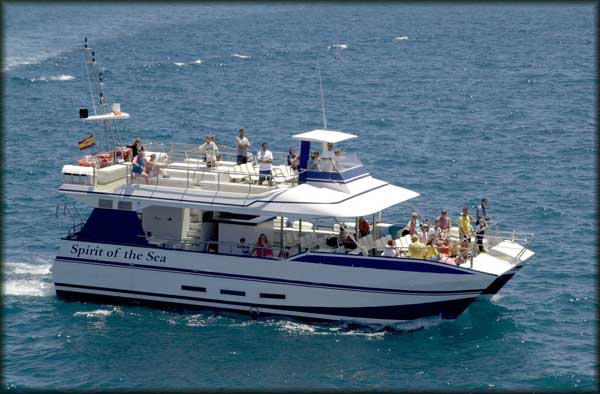 Spirit of the Sea